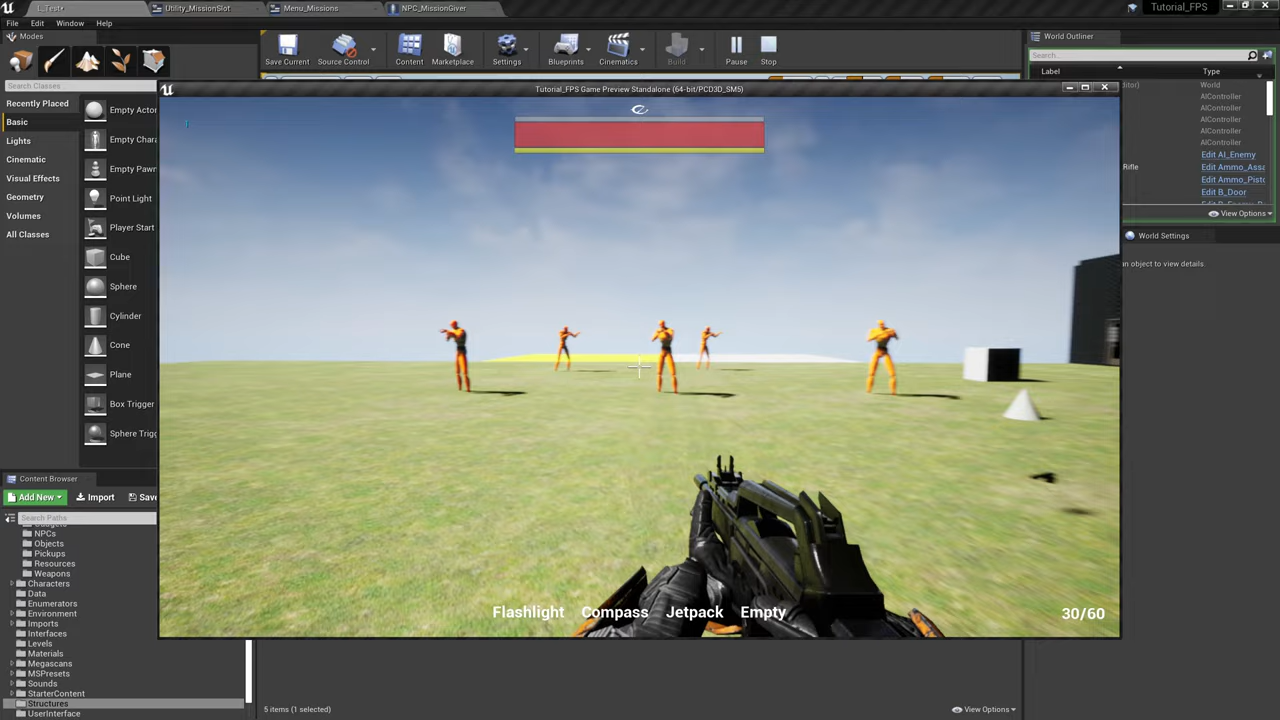 L_Test*
Utility_MissionSlot
Menu_Missions
NPC_MissionGiver
Tutorial_FPS
File Edit Window Help
Modes
Save Current
Source Control
Content
Marketplace
Settings
Blueprints
Cinematics
Build
Pause
Stop
World Outliner
Search...
Label Type
Search Classes
Recently Placed
Basic
Lights
Cinematic
Visual Effects
Geometry
Volumes
All Classes
Empty Actor
Empty Chara
Empty Pawn
Point Light
Player Start
Cube
Sphere
Cylinder
Cone
Plane
Box Trigger
Sphere Trigg
Tutorial_FPS Game Preview Standalone (64-bit/PCD3D_SM5)
Flashlight Compass Jetpack Empty
30/60
ditor) World
AIController
AIController
AIController
AIController
AIController
Edit AI_Enemy
Rifle Edit Ammo_Assa
Edit Ammo_Pisto
Edit B_Door
View Options
World Settings
an object to view details.
Content Browser
Add New Import Save
Search Paths
NPCs
Objects
Pickups
Resources
Weapons
Characters
Data
Enumerators
Environment
Imports
Interfaces
Levels
Materials
Megascans
MSPresets
Sounds
StarterContent
Structures
UserInterface
5 items (1 selected)
View Options